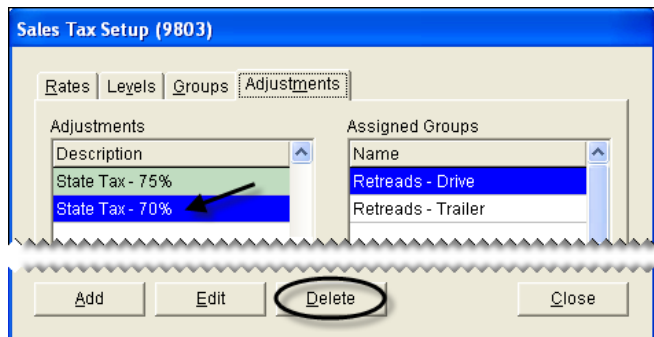 Sales Tax Setup (9803)
Rates Levels Groups Adjustments
Adjustments Assigned Groups
Description Name
State Tax - 75% Retreads - Drive
State Tax - 70% Retreads - Trailer
Add Edit Delete Close